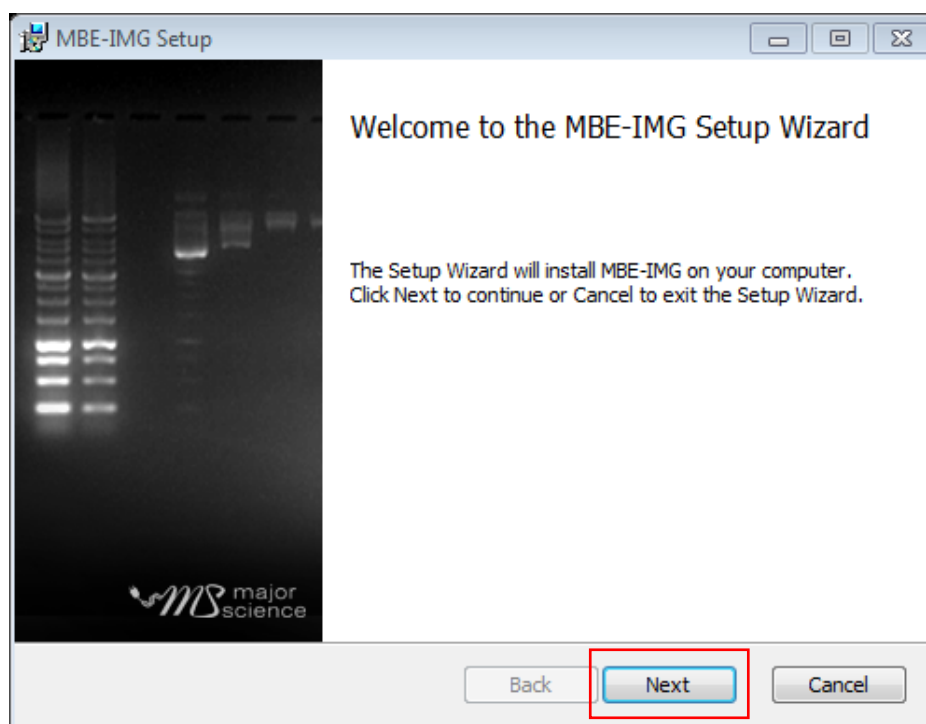 MBE-IMG Setup
Welcome to the MBE-IMG Setup Wizard
The Setup Wizard will install MBE-IMG on your computer.
Click Next to continue or Cancel to exit the Setup Wizard.
MS major
science
Back
Next
Cancel